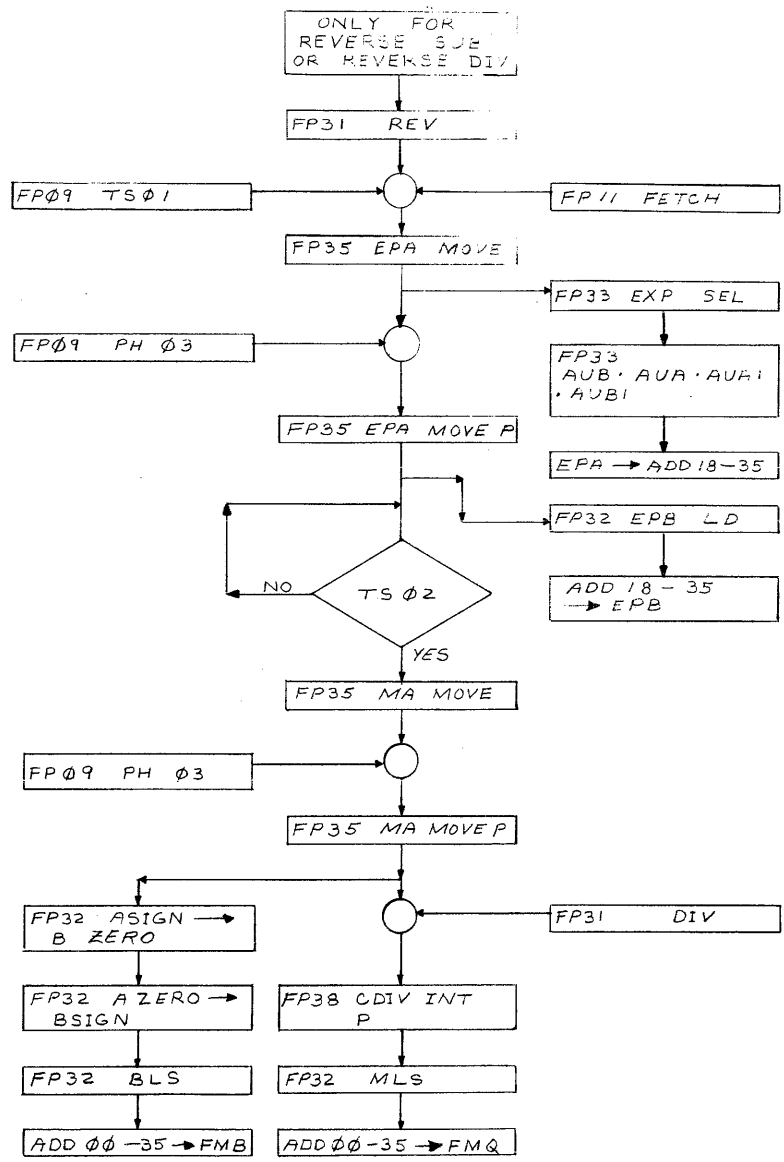 ONLY FOR
REVERSE SUB
OR REVERSE DIV
FP31 REV
FPØ9 TSØ1
FP11 FETCH
FP35 EPA MOVE
FP33 EXP SEL
FPØ9 PH Ø3
FP33
AUB · AUA · AUA1
· AUB1
FP35 EPA MOVE P
EPA → ADD 18-35
FP32 EPB LD
NO
TS Ø2
ADD 18 - 35
→ EPB
YES
FP35 MA MOVE
FPØ9 PH Ø3
FP35 MA MOVE P
FP32 ASIGN →
B ZERO
FP31 DIV
FP32 A ZERO →
BSIGN
FP38 CDIV INT
P
FP32 BLS
FP32 MLS
ADD ØØ-35 → FMB
ADD ØØ-35 → FMQ